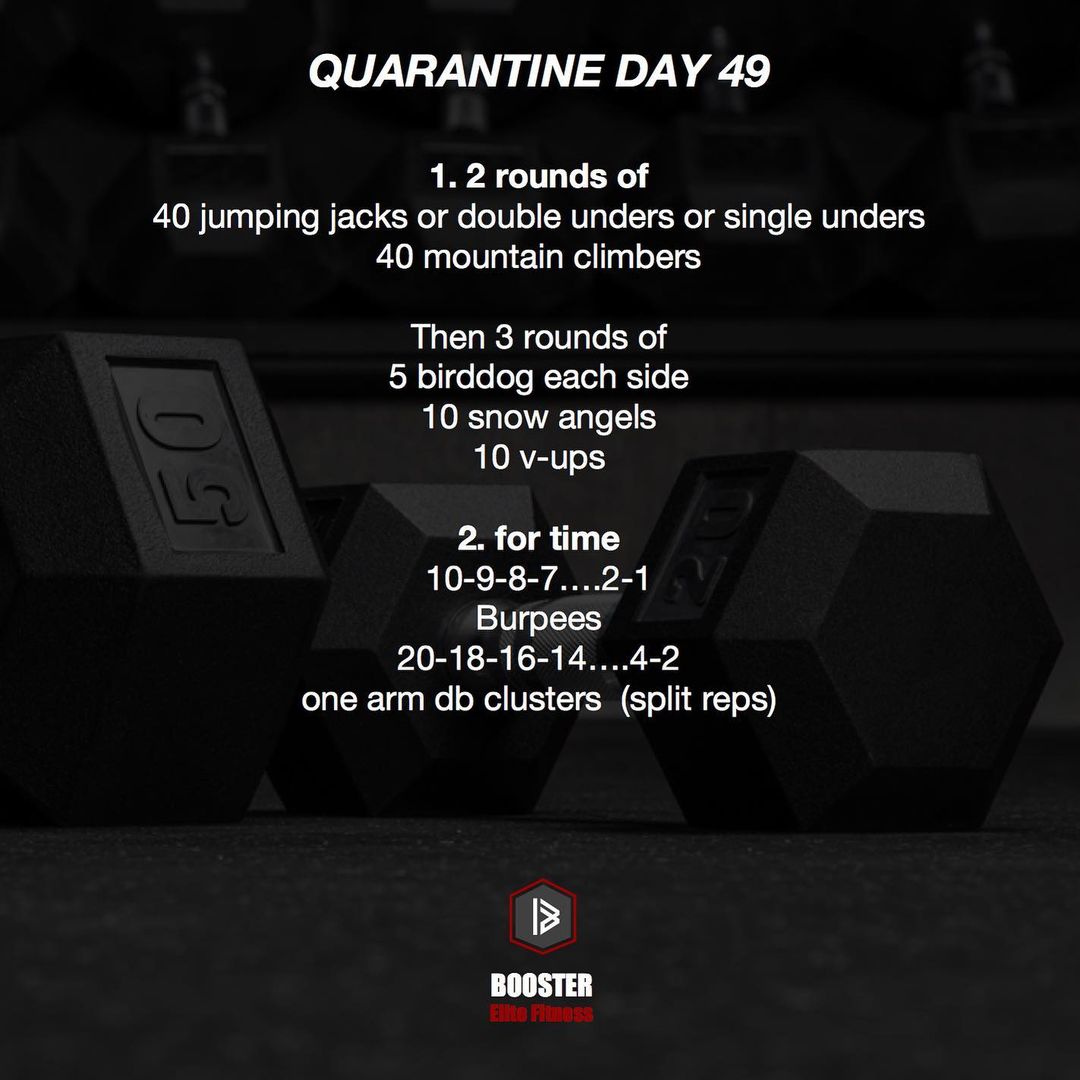 QUARANTINE DAY 49
1. 2 rounds of
40 jumping jacks or double unders or single unders
40 mountain climbers
Then 3 rounds of
5 birddog each side
10 snow angels
10 v-ups
2. for time
10-9-8-7....2-1
Burpees
20-18-16-14....4-2
one arm db clusters  (split reps)
50
20
BOOSTER
Elite Fitness